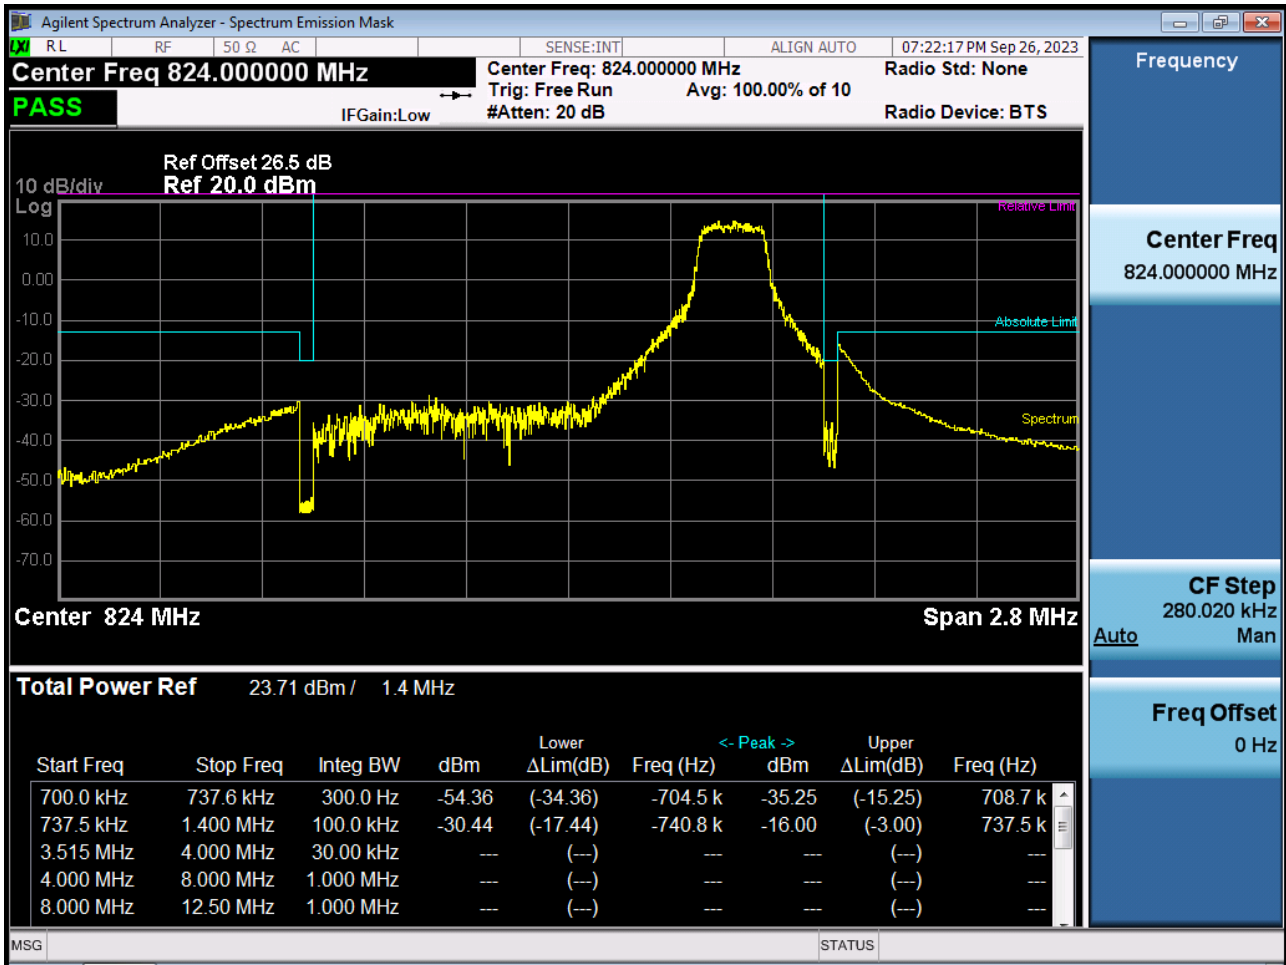 Agilent Spectrum Analyzer - Spectrum Emission Mask
LXI RL RF 50 Ω AC SENSE:INT ALIGN AUTO 07:22:17 PM Sep 26, 2023
Center Freq 824.000000 MHz
Center Freq: 824.000000 MHz Radio Std: None
Trig: Free Run Avg: 100.00% of 10
PASS
IFGain:Low #Atten: 20 dB Radio Device: BTS
Ref Offset 26.5 dB
10 dB/div Ref 20.0 dBm
Log
Relative Limit
10.0
0.00
-10.0
Absolute Limit
-20.0
-30.0
Spectrum
-40.0
-50.0
-60.0
-70.0
Center 824 MHz Span 2.8 MHz
Total Power Ref 23.71 dBm / 1.4 MHz
Lower <- Peak -> Upper
Start Freq Stop Freq Integ BW dBm ΔLim(dB) Freq (Hz) dBm ΔLim(dB) Freq (Hz)
700.0 kHz 737.6 kHz 300.0 Hz -54.36 (-34.36) -704.5 k -35.25 (-15.25) 708.7 k
737.5 kHz 1.400 MHz 100.0 kHz -30.44 (-17.44) -740.8 k -16.00 (-3.00) 737.5 k
3.515 MHz 4.000 MHz 30.00 kHz --- (---) --- --- (---) ---
4.000 MHz 8.000 MHz 1.000 MHz --- (---) --- --- (---) ---
8.000 MHz 12.50 MHz 1.000 MHz --- (---) --- --- (---) ---
MSG STATUS
Frequency
Center Freq
824.000000 MHz
CF Step
280.020 kHz
Auto Man
Freq Offset
0 Hz